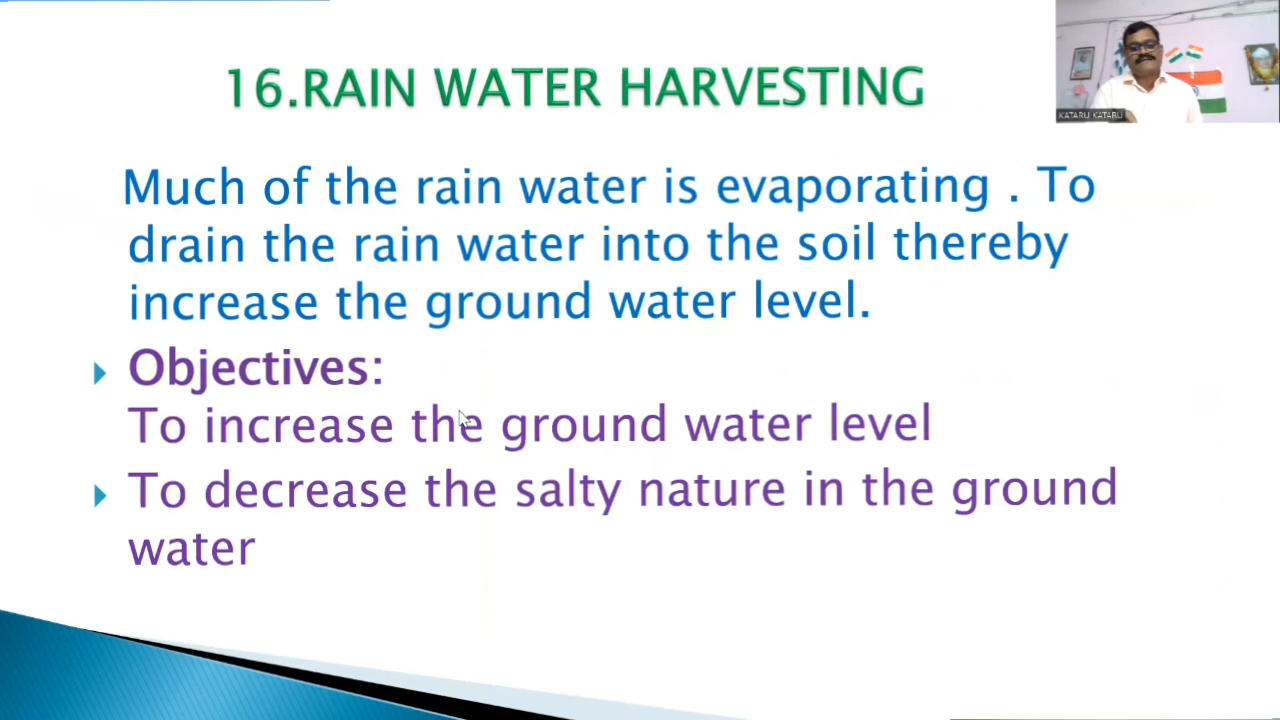 16.RAIN WATER HARVESTING
KATARU KATARU
Much of the rain water is evaporating . To
drain the rain water into the soil thereby
increase the ground water level.
Objectives:
To increase the ground water level
To decrease the salty nature in the ground
water